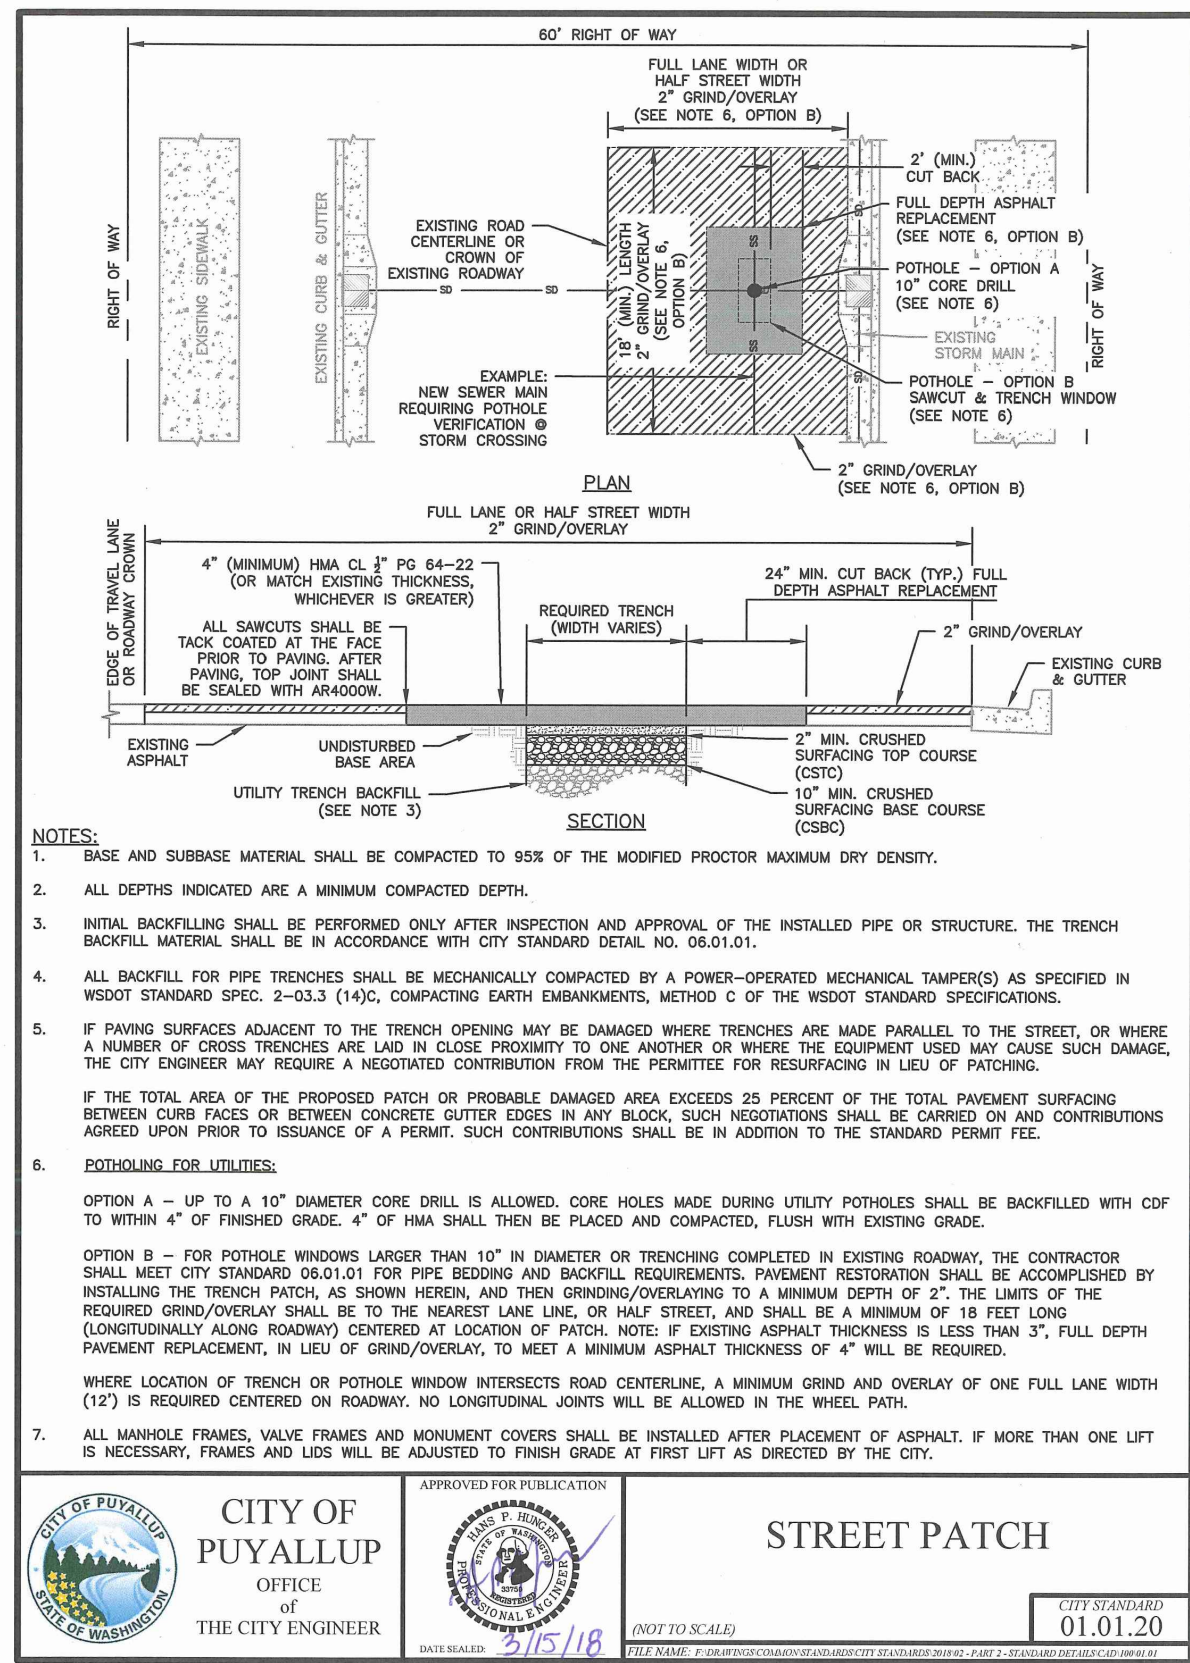 60' RIGHT OF WAY
FULL LANE WIDTH OR
HALF STREET WIDTH
2" GRIND/OVERLAY
(SEE NOTE 6, OPTION B)
RIGHT OF WAY
EXISTING SIDEWALK
EXISTING CURB & GUTTER
EXISTING ROAD
CENTERLINE OR
CROWN OF
EXISTING ROADWAY
SD
SD
18' (MIN.) LENGTH
2" GRIND/OVERLAY
(SEE NOTE 6,
OPTION B)
SS
SS
SD
SD
2' (MIN.)
CUT BACK
FULL DEPTH ASPHALT
REPLACEMENT
(SEE NOTE 6, OPTION B)
POTHOLE – OPTION A
10" CORE DRILL
(SEE NOTE 6)
EXISTING
STORM MAIN
RIGHT OF WAY
POTHOLE – OPTION B
SAWCUT & TRENCH WINDOW
(SEE NOTE 6)
EXAMPLE:
NEW SEWER MAIN
REQUIRING POTHOLE
VERIFICATION @
STORM CROSSING
2" GRIND/OVERLAY
(SEE NOTE 6, OPTION B)
PLAN
FULL LANE OR HALF STREET WIDTH
2" GRIND/OVERLAY
EDGE OF TRAVEL LANE
OR ROADWAY CROWN
4" (MINIMUM) HMA CL ½" PG 64–22
(OR MATCH EXISTING THICKNESS,
WHICHEVER IS GREATER)
ALL SAWCUTS SHALL BE
TACK COATED AT THE FACE
PRIOR TO PAVING. AFTER
PAVING, TOP JOINT SHALL
BE SEALED WITH AR4000W.
REQUIRED TRENCH
(WIDTH VARIES)
24" MIN. CUT BACK (TYP.) FULL
DEPTH ASPHALT REPLACEMENT
2" GRIND/OVERLAY
EXISTING CURB
& GUTTER
EXISTING
ASPHALT
UNDISTURBED
BASE AREA
UTILITY TRENCH BACKFILL
(SEE NOTE 3)
2" MIN. CRUSHED
SURFACING TOP COURSE
(CSTC)
10" MIN. CRUSHED
SURFACING BASE COURSE
(CSBC)
SECTION
NOTES:
1. BASE AND SUBBASE MATERIAL SHALL BE COMPACTED TO 95% OF THE MODIFIED PROCTOR MAXIMUM DRY DENSITY.
2. ALL DEPTHS INDICATED ARE A MINIMUM COMPACTED DEPTH.
3. INITIAL BACKFILLING SHALL BE PERFORMED ONLY AFTER INSPECTION AND APPROVAL OF THE INSTALLED PIPE OR STRUCTURE. THE TRENCH
BACKFILL MATERIAL SHALL BE IN ACCORDANCE WITH CITY STANDARD DETAIL NO. 06.01.01.
4. ALL BACKFILL FOR PIPE TRENCHES SHALL BE MECHANICALLY COMPACTED BY A POWER–OPERATED MECHANICAL TAMPER(S) AS SPECIFIED IN
WSDOT STANDARD SPEC. 2–03.3 (14)C, COMPACTING EARTH EMBANKMENTS, METHOD C OF THE WSDOT STANDARD SPECIFICATIONS.
5. IF PAVING SURFACES ADJACENT TO THE TRENCH OPENING MAY BE DAMAGED WHERE TRENCHES ARE MADE PARALLEL TO THE STREET, OR WHERE
A NUMBER OF CROSS TRENCHES ARE LAID IN CLOSE PROXIMITY TO ONE ANOTHER OR WHERE THE EQUIPMENT USED MAY CAUSE SUCH DAMAGE,
THE CITY ENGINEER MAY REQUIRE A NEGOTIATED CONTRIBUTION FROM THE PERMITTEE FOR RESURFACING IN LIEU OF PATCHING.
IF THE TOTAL AREA OF THE PROPOSED PATCH OR PROBABLE DAMAGED AREA EXCEEDS 25 PERCENT OF THE TOTAL PAVEMENT SURFACING
BETWEEN CURB FACES OR BETWEEN CONCRETE GUTTER EDGES IN ANY BLOCK, SUCH NEGOTIATIONS SHALL BE CARRIED ON AND CONTRIBUTIONS
AGREED UPON PRIOR TO ISSUANCE OF A PERMIT. SUCH CONTRIBUTIONS SHALL BE IN ADDITION TO THE STANDARD PERMIT FEE.
6. POTHOLING FOR UTILITIES:
OPTION A – UP TO A 10" DIAMETER CORE DRILL IS ALLOWED. CORE HOLES MADE DURING UTILITY POTHOLES SHALL BE BACKFILLED WITH CDF
TO WITHIN 4" OF FINISHED GRADE. 4" OF HMA SHALL THEN BE PLACED AND COMPACTED, FLUSH WITH EXISTING GRADE.
OPTION B – FOR POTHOLE WINDOWS LARGER THAN 10" IN DIAMETER OR TRENCHING COMPLETED IN EXISTING ROADWAY, THE CONTRACTOR
SHALL MEET CITY STANDARD 06.01.01 FOR PIPE BEDDING AND BACKFILL REQUIREMENTS. PAVEMENT RESTORATION SHALL BE ACCOMPLISHED BY
INSTALLING THE TRENCH PATCH, AS SHOWN HEREIN, AND THEN GRINDING/OVERLAYING TO A MINIMUM DEPTH OF 2". THE LIMITS OF THE
REQUIRED GRIND/OVERLAY SHALL BE TO THE NEAREST LANE LINE, OR HALF STREET, AND SHALL BE A MINIMUM OF 18 FEET LONG
(LONGITUDINALLY ALONG ROADWAY) CENTERED AT LOCATION OF PATCH. NOTE: IF EXISTING ASPHALT THICKNESS IS LESS THAN 3", FULL DEPTH
PAVEMENT REPLACEMENT, IN LIEU OF GRIND/OVERLAY, TO MEET A MINIMUM ASPHALT THICKNESS OF 4" WILL BE REQUIRED.
WHERE LOCATION OF TRENCH OR POTHOLE WINDOW INTERSECTS ROAD CENTERLINE, A MINIMUM GRIND AND OVERLAY OF ONE FULL LANE WIDTH
(12') IS REQUIRED CENTERED ON ROADWAY. NO LONGITUDINAL JOINTS WILL BE ALLOWED IN THE WHEEL PATH.
7. ALL MANHOLE FRAMES, VALVE FRAMES AND MONUMENT COVERS SHALL BE INSTALLED AFTER PLACEMENT OF ASPHALT. IF MORE THAN ONE LIFT
IS NECESSARY, FRAMES AND LIDS WILL BE ADJUSTED TO FINISH GRADE AT FIRST LIFT AS DIRECTED BY THE CITY.
CITY OF PUYALLUP
STATE OF WASHINGTON
CITY OF
PUYALLUP
OFFICE
of
THE CITY ENGINEER
APPROVED FOR PUBLICATION
HANS P. HUNGER
STATE OF WASHINGTON
33750
REGISTERED
PROFESSIONAL ENGINEER
DATE SEALED: 3/15/18
STREET PATCH
(NOT TO SCALE)
CITY STANDARD
01.01.20
FILE NAME: F:\DRAWINGS\COMMON\STANDARDS\CITY STANDARDS\2018\02 - PART 2 - STANDARD DETAILS\CAD\100\01.01